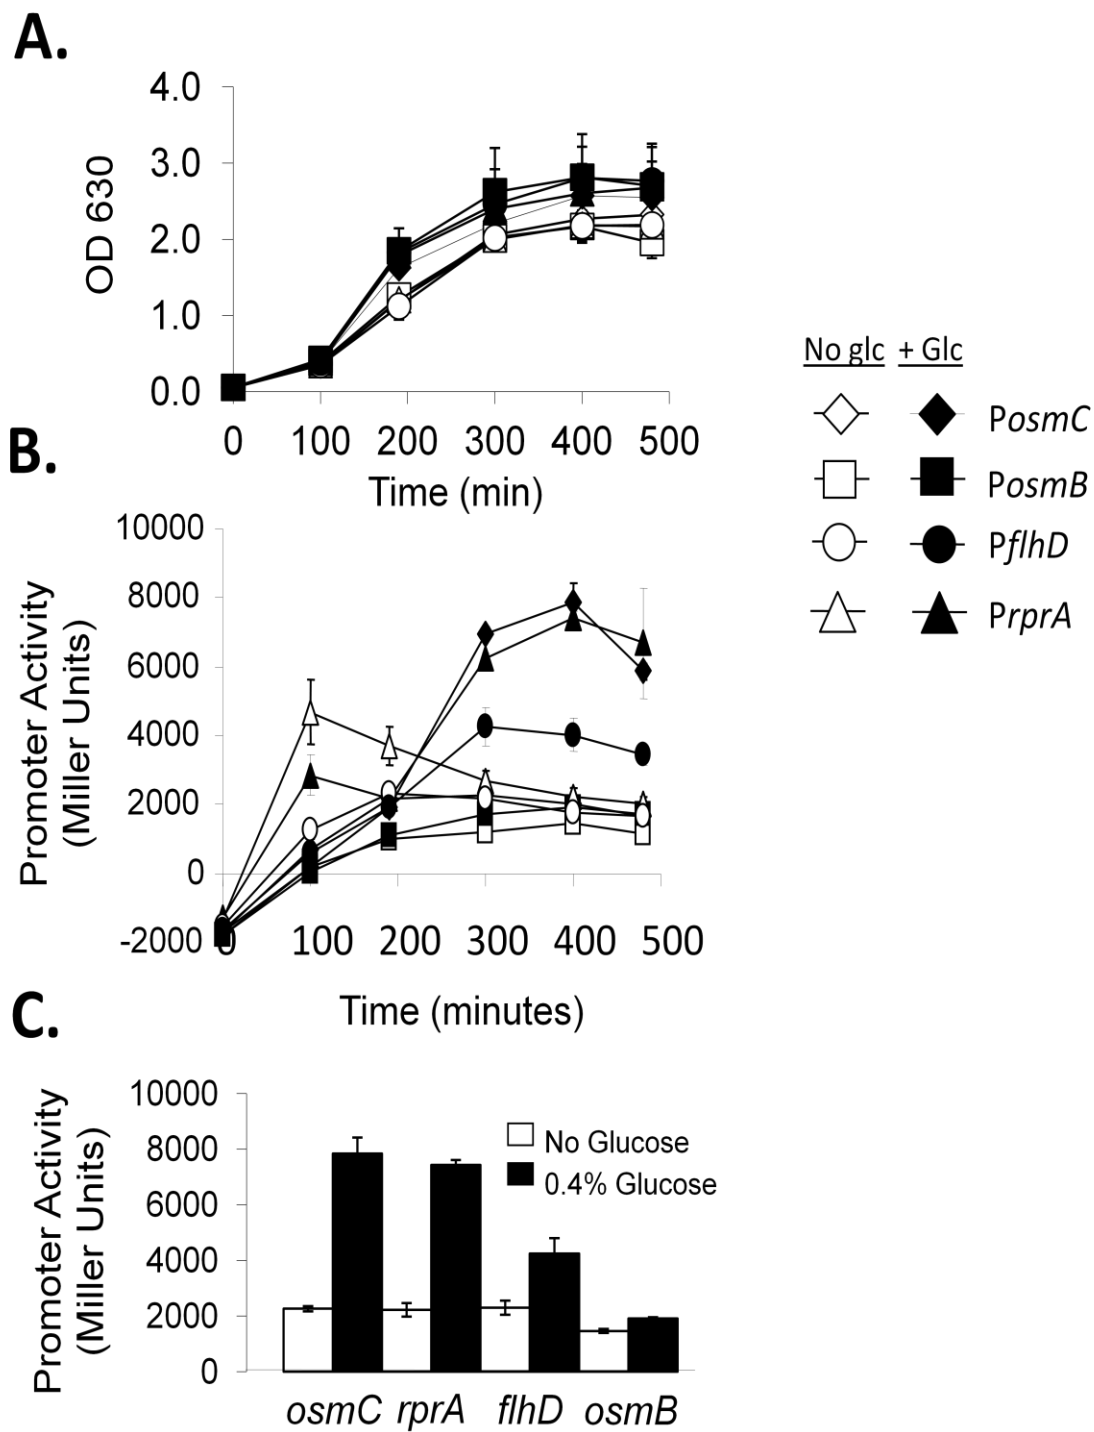 A.
4.0
3.0
2.0
1.0
0.0
OD 630
0 100 200 300 400 500
Time (min)
No glc + Glc
PosmC
PosmB
PflhD
PrprA
B.
10000
8000
6000
4000
2000
0
-2000
Promoter Activity
(Miller Units)
0 100 200 300 400 500
Time (minutes)
C.
10000
8000
6000
4000
2000
0
Promoter Activity
(Miller Units)
No Glucose
0.4% Glucose
osmC rprA flhD osmB